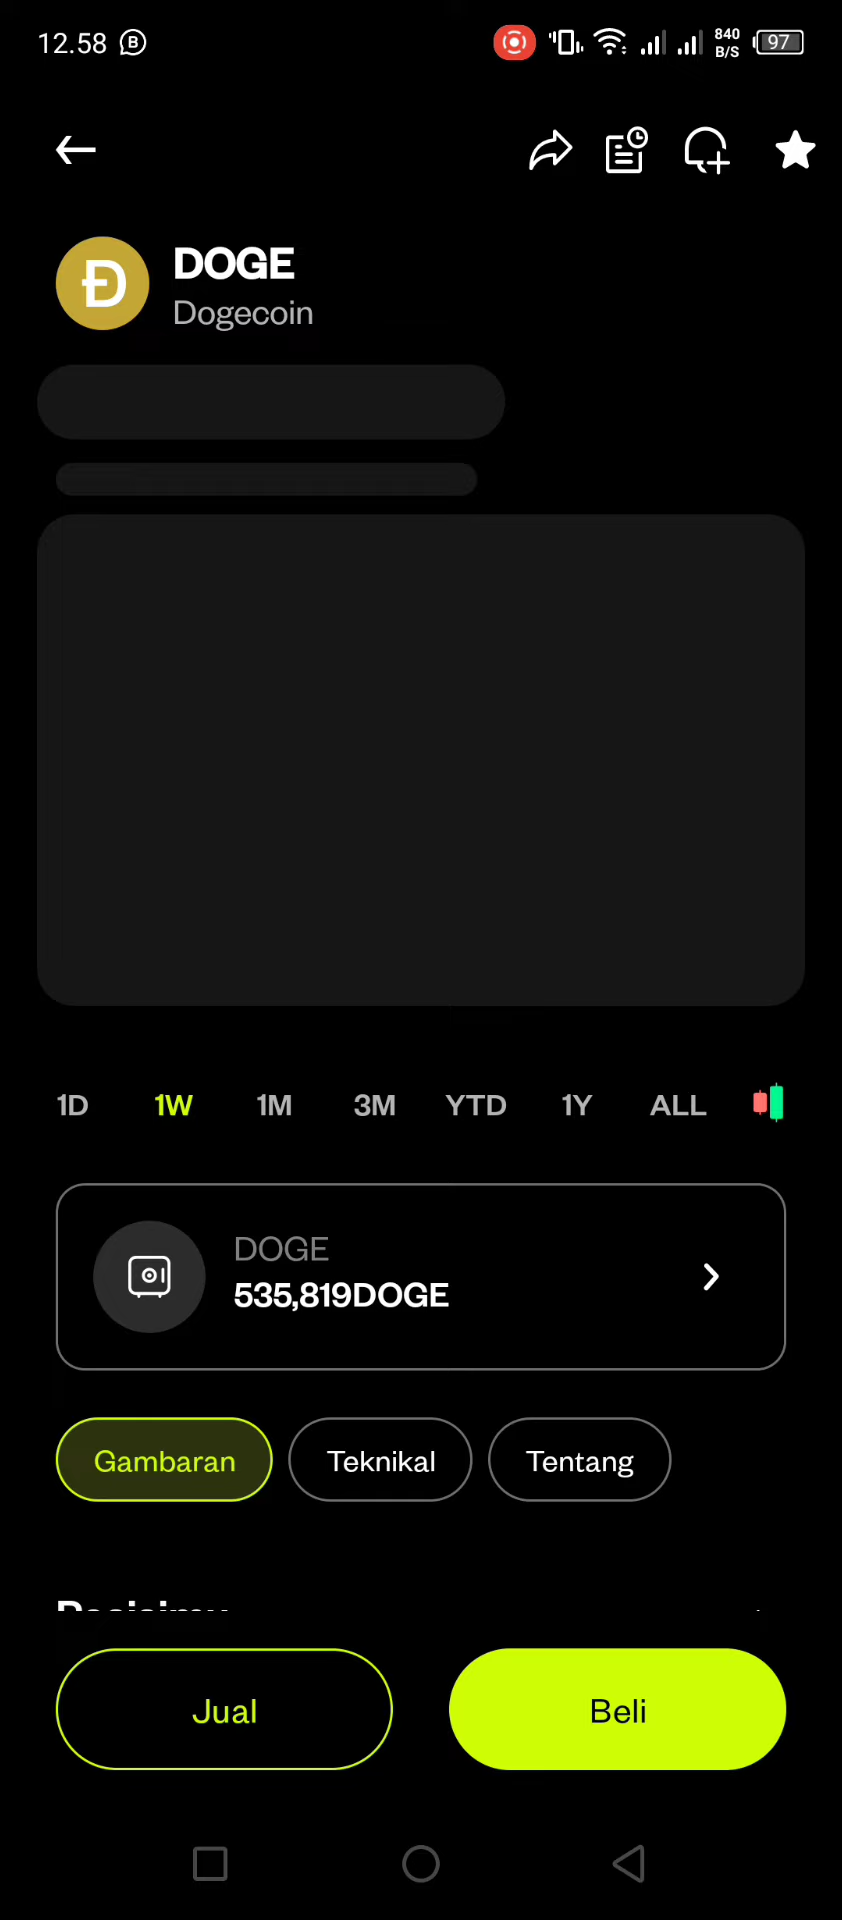 12.58
840
B/S
97
DOGE
Dogecoin
1D 1W 1M 3M YTD 1Y ALL
DOGE
535,819DOGE
Gambaran Teknikal Tentang
Jual Beli